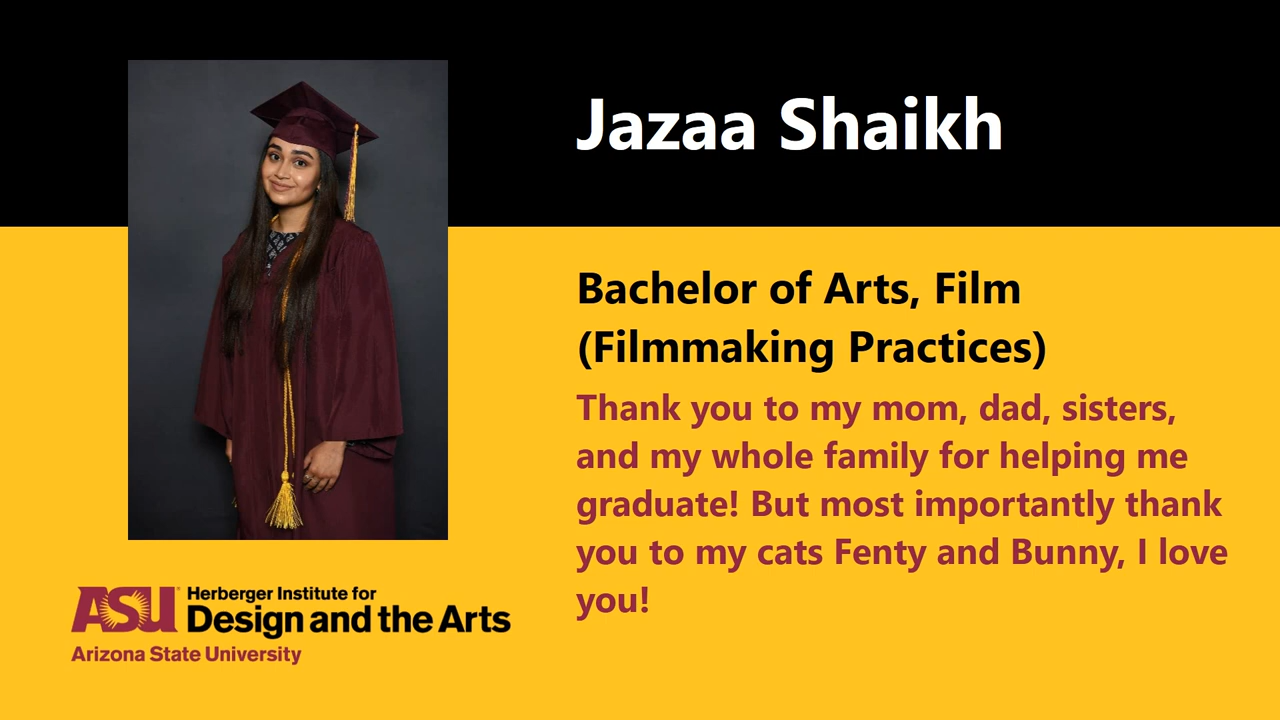 Jazaa Shaikh
Bachelor of Arts, Film
(Filmmaking Practices)
Thank you to my mom, dad, sisters,
and my whole family for helping me
graduate! But most importantly thank
you to my cats Fenty and Bunny, I love
you!
ASU Herberger Institute for
Design and the Arts
Arizona State University